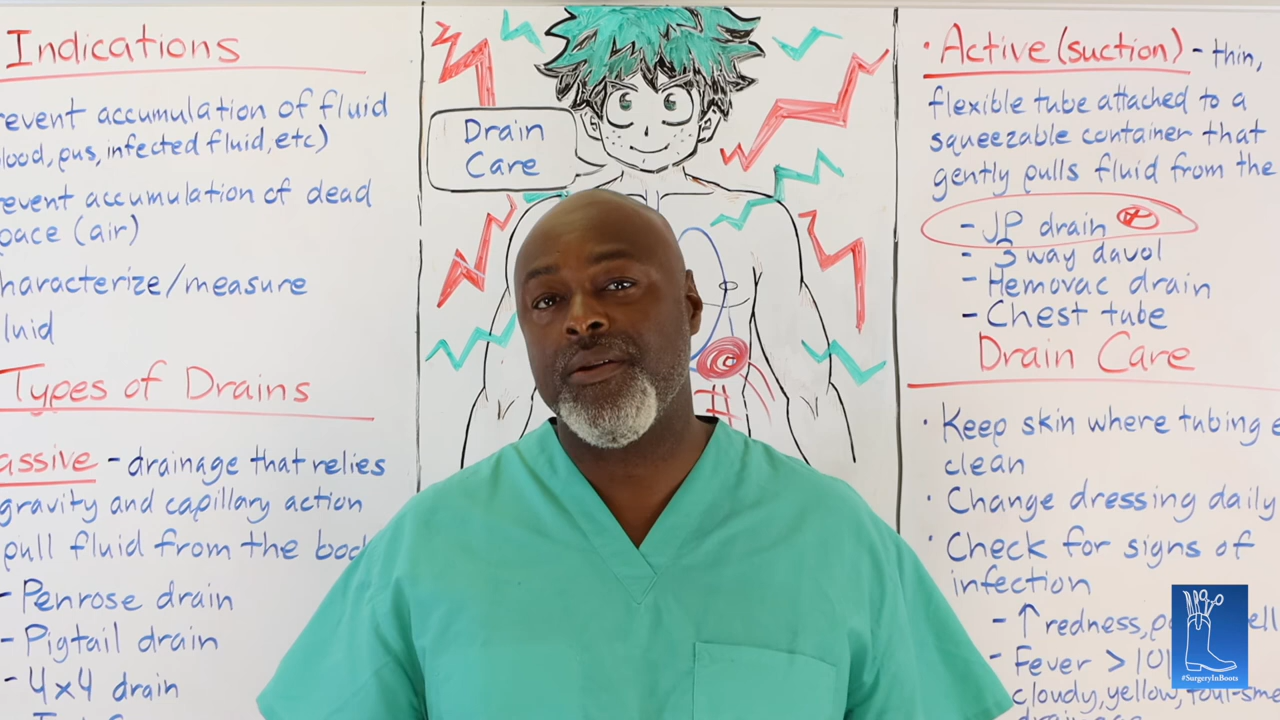 Indications
revent accumulation of fluid
lood, pus, infected fluid, etc)
revent accumulation of dead
pace (air)
haracterize/measure
luid
Types of Drains
assive - drainage that relies
gravity and capillary action
pull fluid from the bod
- Penrose drain
- Pigtail drain
- 4x4 drain
Drain
Care
• Active (suction) - thin,
flexible tube attached to a
squeezable container that
gently pulls fluid from the
- JP drain
- 3 way davol
- Hemovac drain
- Chest tube
Drain Care
• Keep skin where tubing e
clean
• Change dressing daily
• Check for signs of
infection
- ↑ redness,
- Fever > 101
cloudy, yellow, foul-sme
#SurgeryInBoots